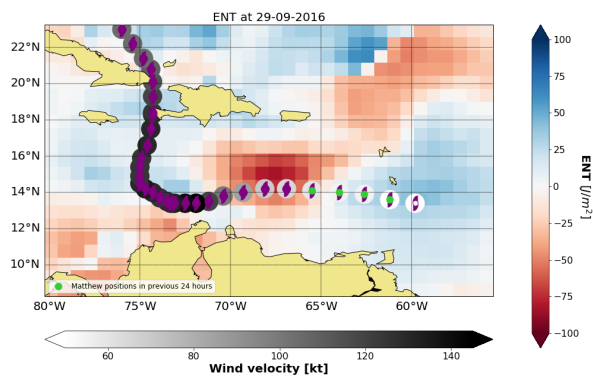 ENT at 29-09-2016
22°N
20°N
18°N
16°N
14°N
12°N
10°N
80°W 75°W 70°W 65°W 60°W
Matthew positions in previous 24 hours
100
75
50
25
0
−25
−50
−75
−100
ENT [J/m²]
60 80 100 120 140
Wind velocity [kt]